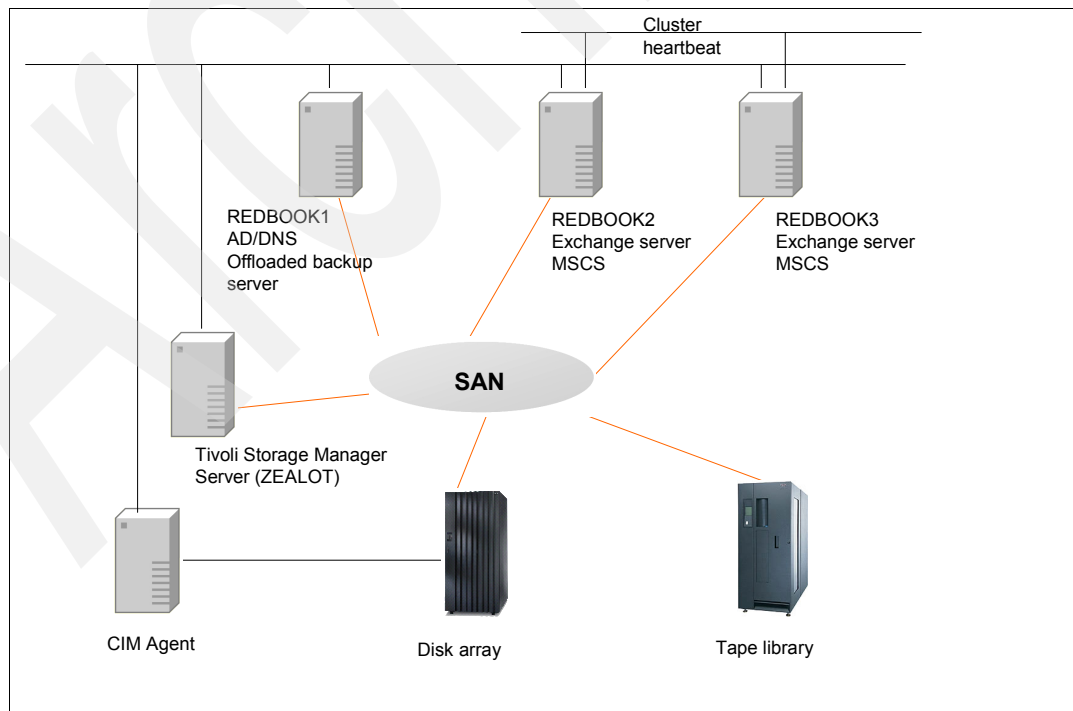 Cluster
heartbeat
REDBOOK1
AD/DNS
Offloaded backup
server
REDBOOK2
Exchange server
MSCS
REDBOOK3
Exchange server
MSCS
SAN
Tivoli Storage Manager
Server (ZEALOT)
CIM Agent
Disk array
Tape library